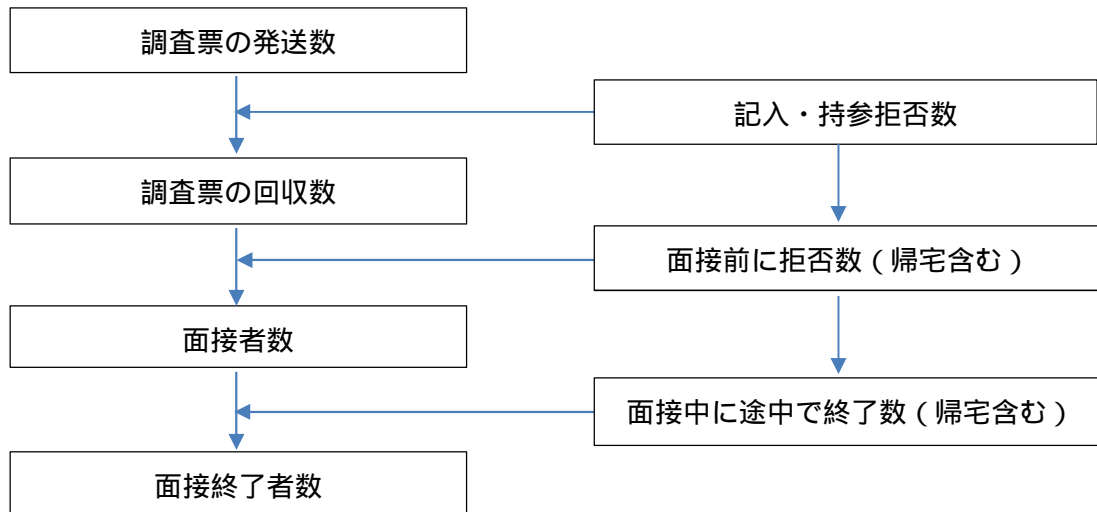 調査票の発送数
記入・持参拒否数
調査票の回収数
面接前に拒否数（帰宅含む）
面接者数
面接中に途中で終了数（帰宅含む）
面接終了者数